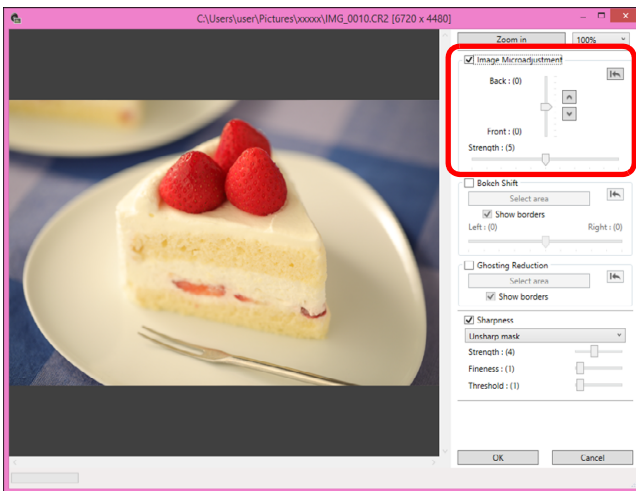 C:\Users\user\Pictures\xxxxx\IMG_0010.CR2 [6720 x 4480]
Zoom in 100%
Image Microadjustment
Back : (0)
Front : (0)
Strength : (5)
Bokeh Shift
Select area
Show borders
Left : (0) Right : (0)
Ghosting Reduction
Select area
Show borders
Sharpness
Unsharp mask
Strength : (4)
Fineness : (1)
Threshold : (1)
OK Cancel